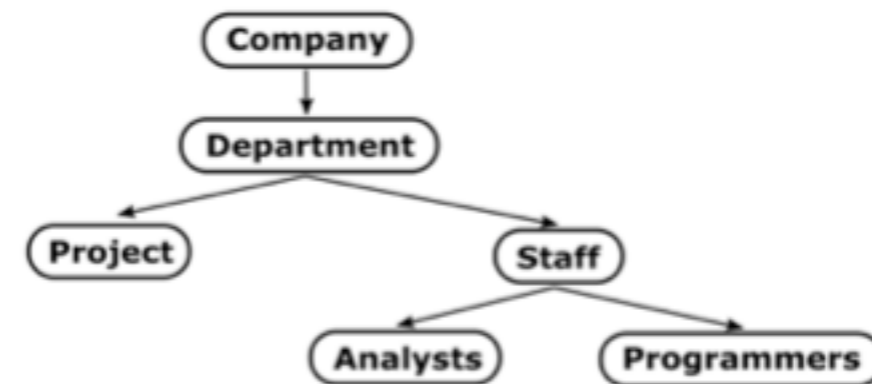 Company
Department
Project
Staff
Analysts
Programmers